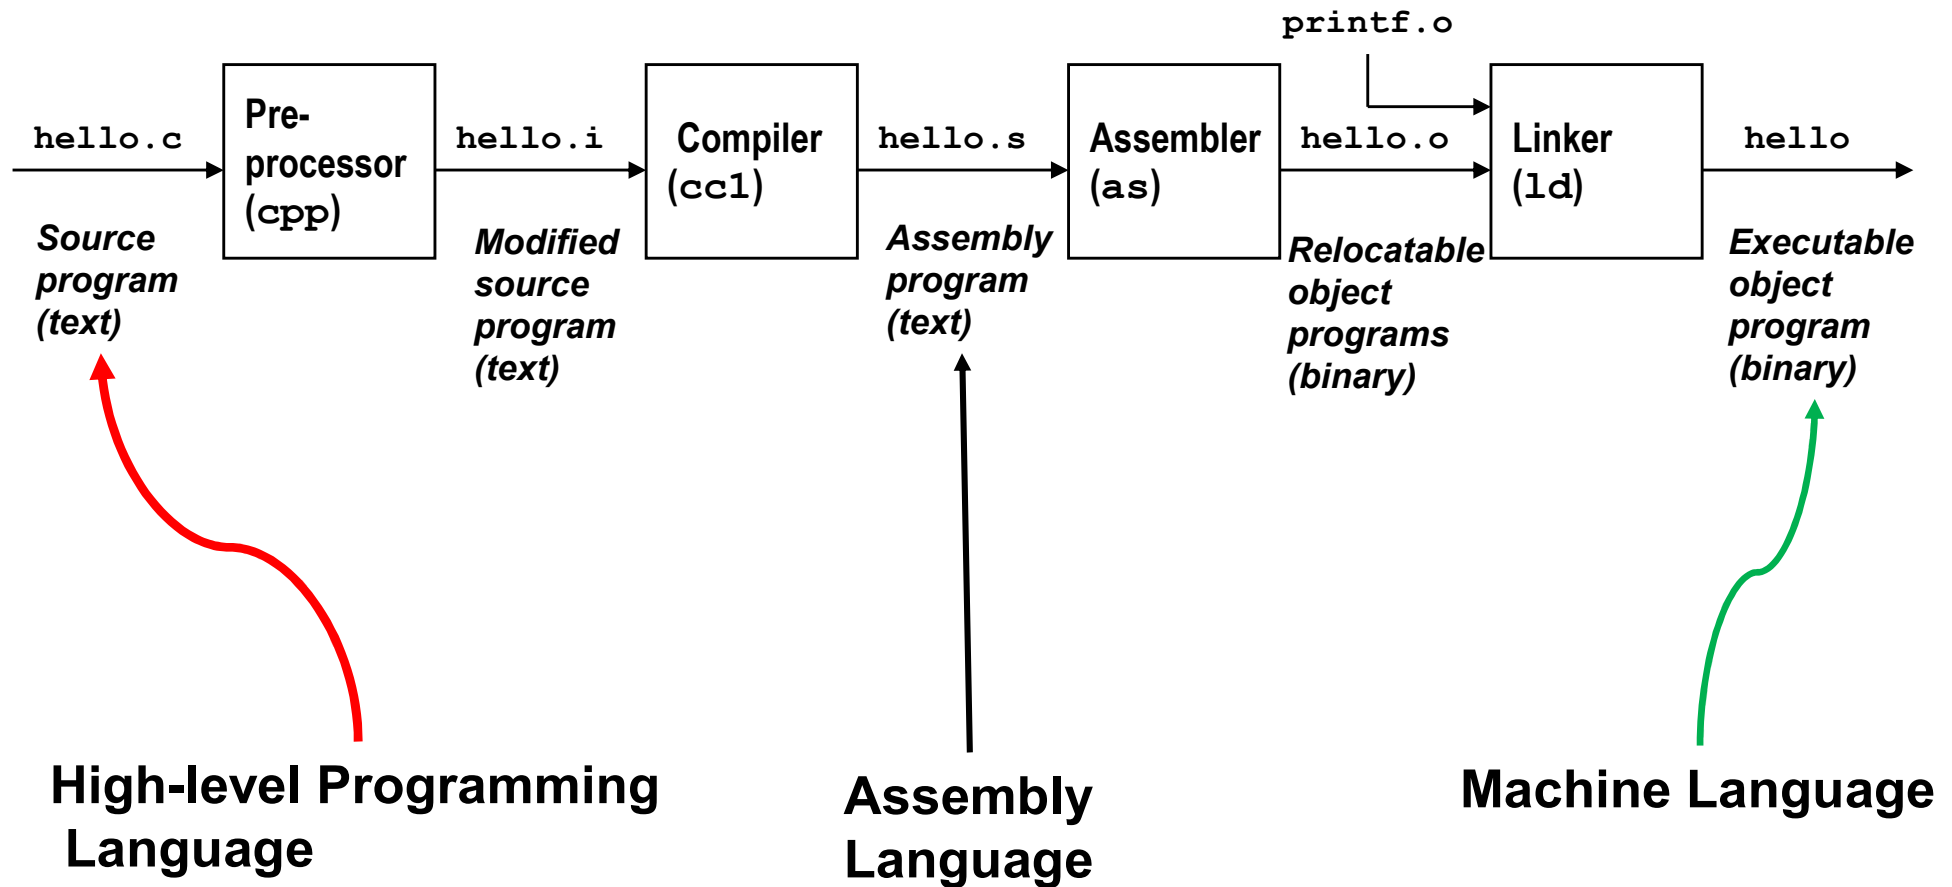 printf.o
hello.c
Pre-
processor
(cpp)
hello.i
Compiler
(cc1)
hello.s
Assembler
(as)
hello.o
Linker
(ld)
hello
Source
program
(text)
Modified
source
program
(text)
Assembly
program
(text)
Relocatable
object
programs
(binary)
Executable
object
program
(binary)
High-level Programming
Language
Assembly
Language
Machine Language